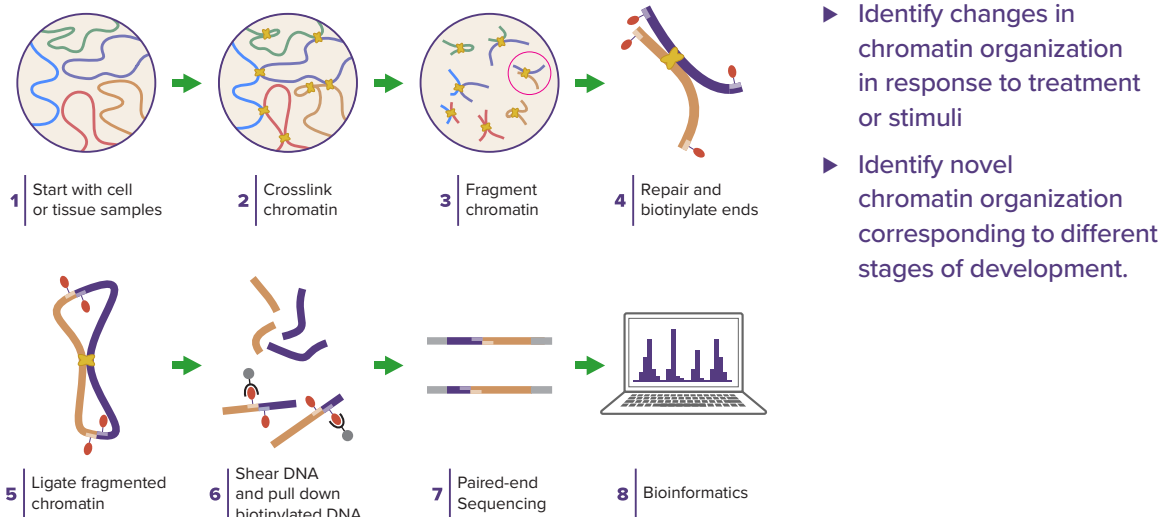 ▶ Identify changes in
chromatin organization
in response to treatment
or stimuli
▶ Identify novel
chromatin organization
corresponding to different
stages of development.
1 Start with cell
or tissue samples
2 Crosslink
chromatin
3 Fragment
chromatin
4 Repair and
biotinylate ends
5 Ligate fragmented
chromatin
6 Shear DNA
and pull down
biotinylated DNA
7 Paired-end
Sequencing
8 Bioinformatics